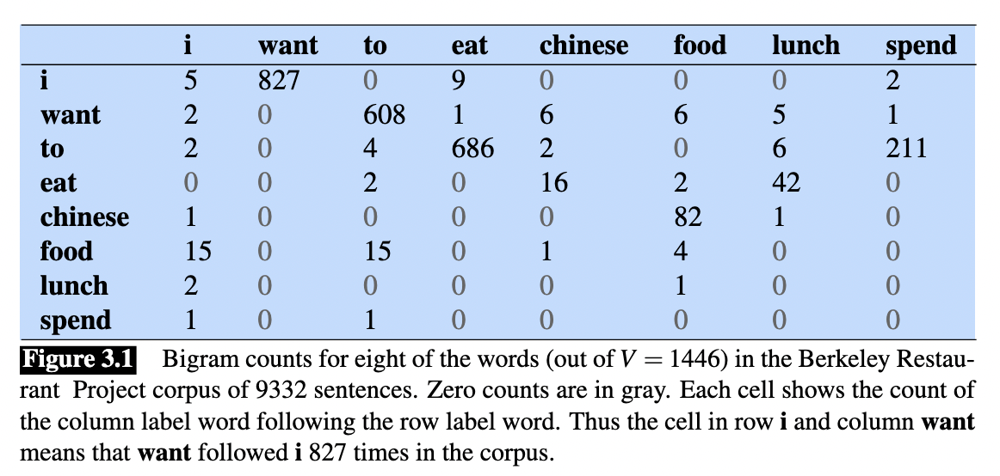 i want to eat chinese food lunch spend
i 5 827 0 9 0 0 0 2
want 2 0 608 1 6 6 5 1
to 2 0 4 686 2 0 6 211
eat 0 0 2 0 16 2 42 0
chinese 1 0 0 0 0 82 1 0
food 15 0 15 0 1 4 0 0
lunch 2 0 0 0 0 1 0 0
spend 1 0 1 0 0 0 0 0
Figure 3.1 Bigram counts for eight of the words (out of V = 1446) in the Berkeley Restau-
rant Project corpus of 9332 sentences. Zero counts are in gray. Each cell shows the count of
the column label word following the row label word. Thus the cell in row i and column want
means that want followed i 827 times in the corpus.